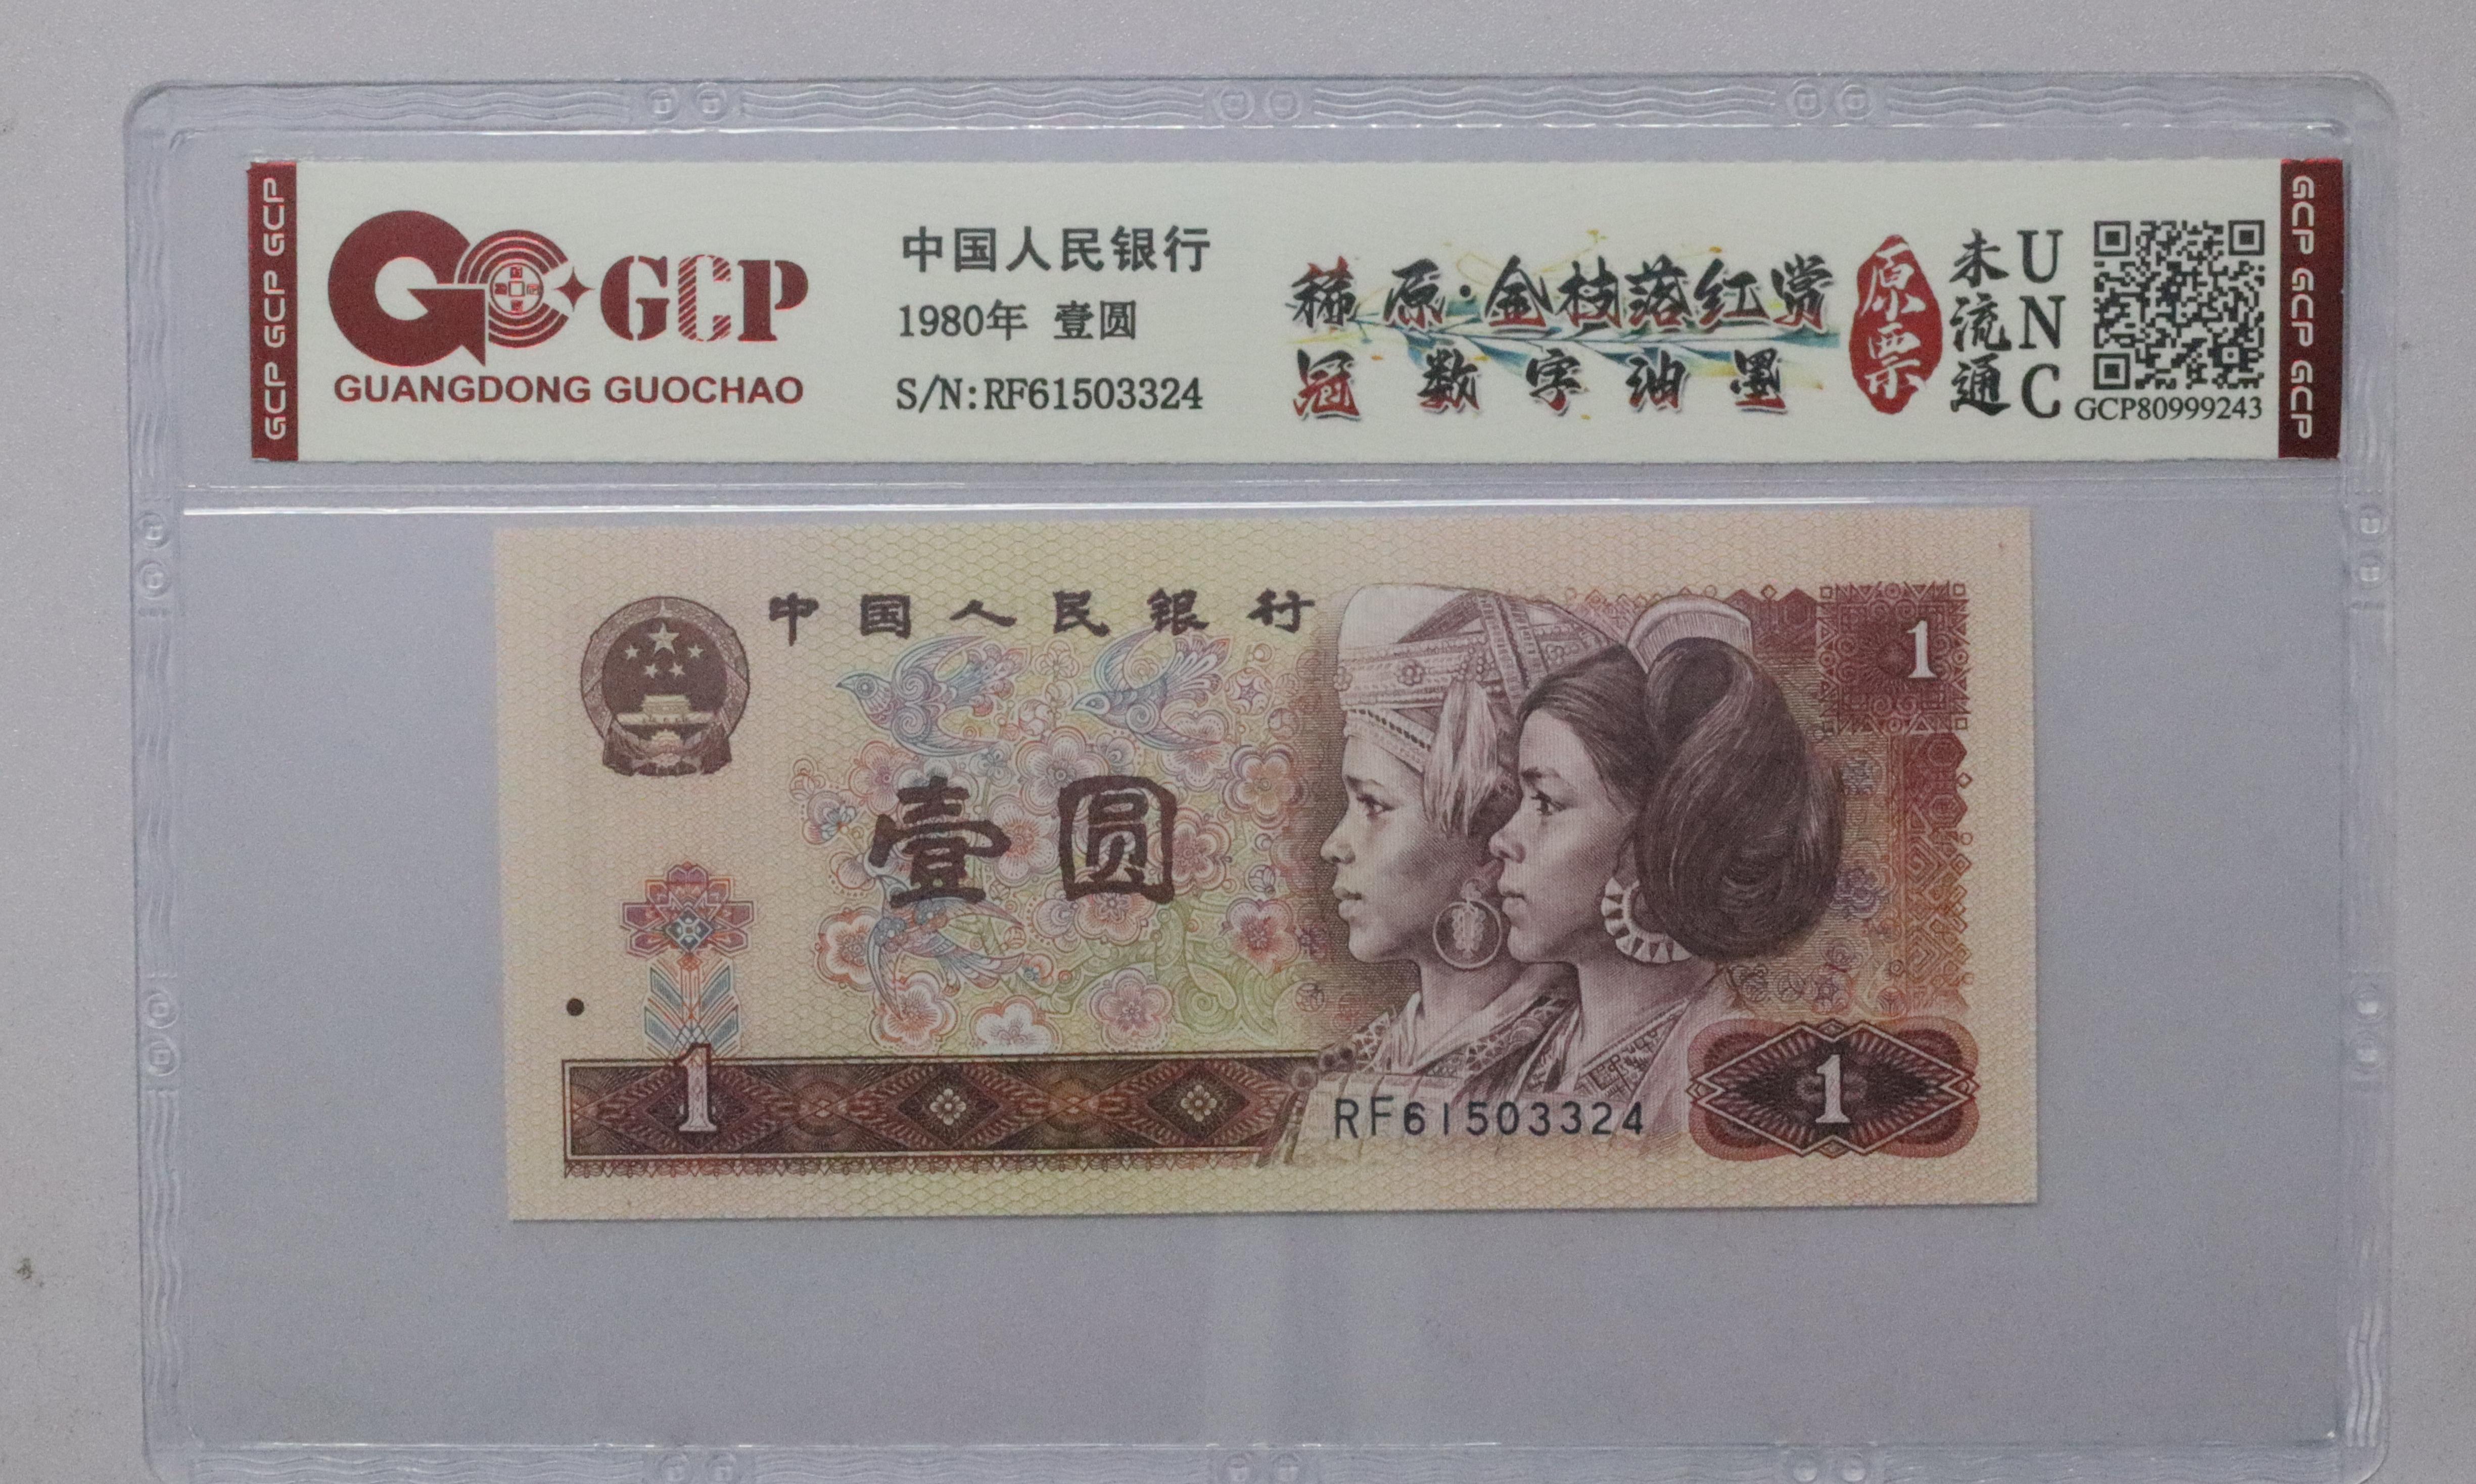 GCP GCP GCP
GCP
GUANGDONG GUOCHAO
中国人民银行
1980年 壹圆
S/N:RF61503324
稀原·金枝落红赏
冠数字油墨
原票
未流通
UNC
GCP80999243
GCP GCP GCP
中国人民银行
1
壹圆
1
RF61503324
1